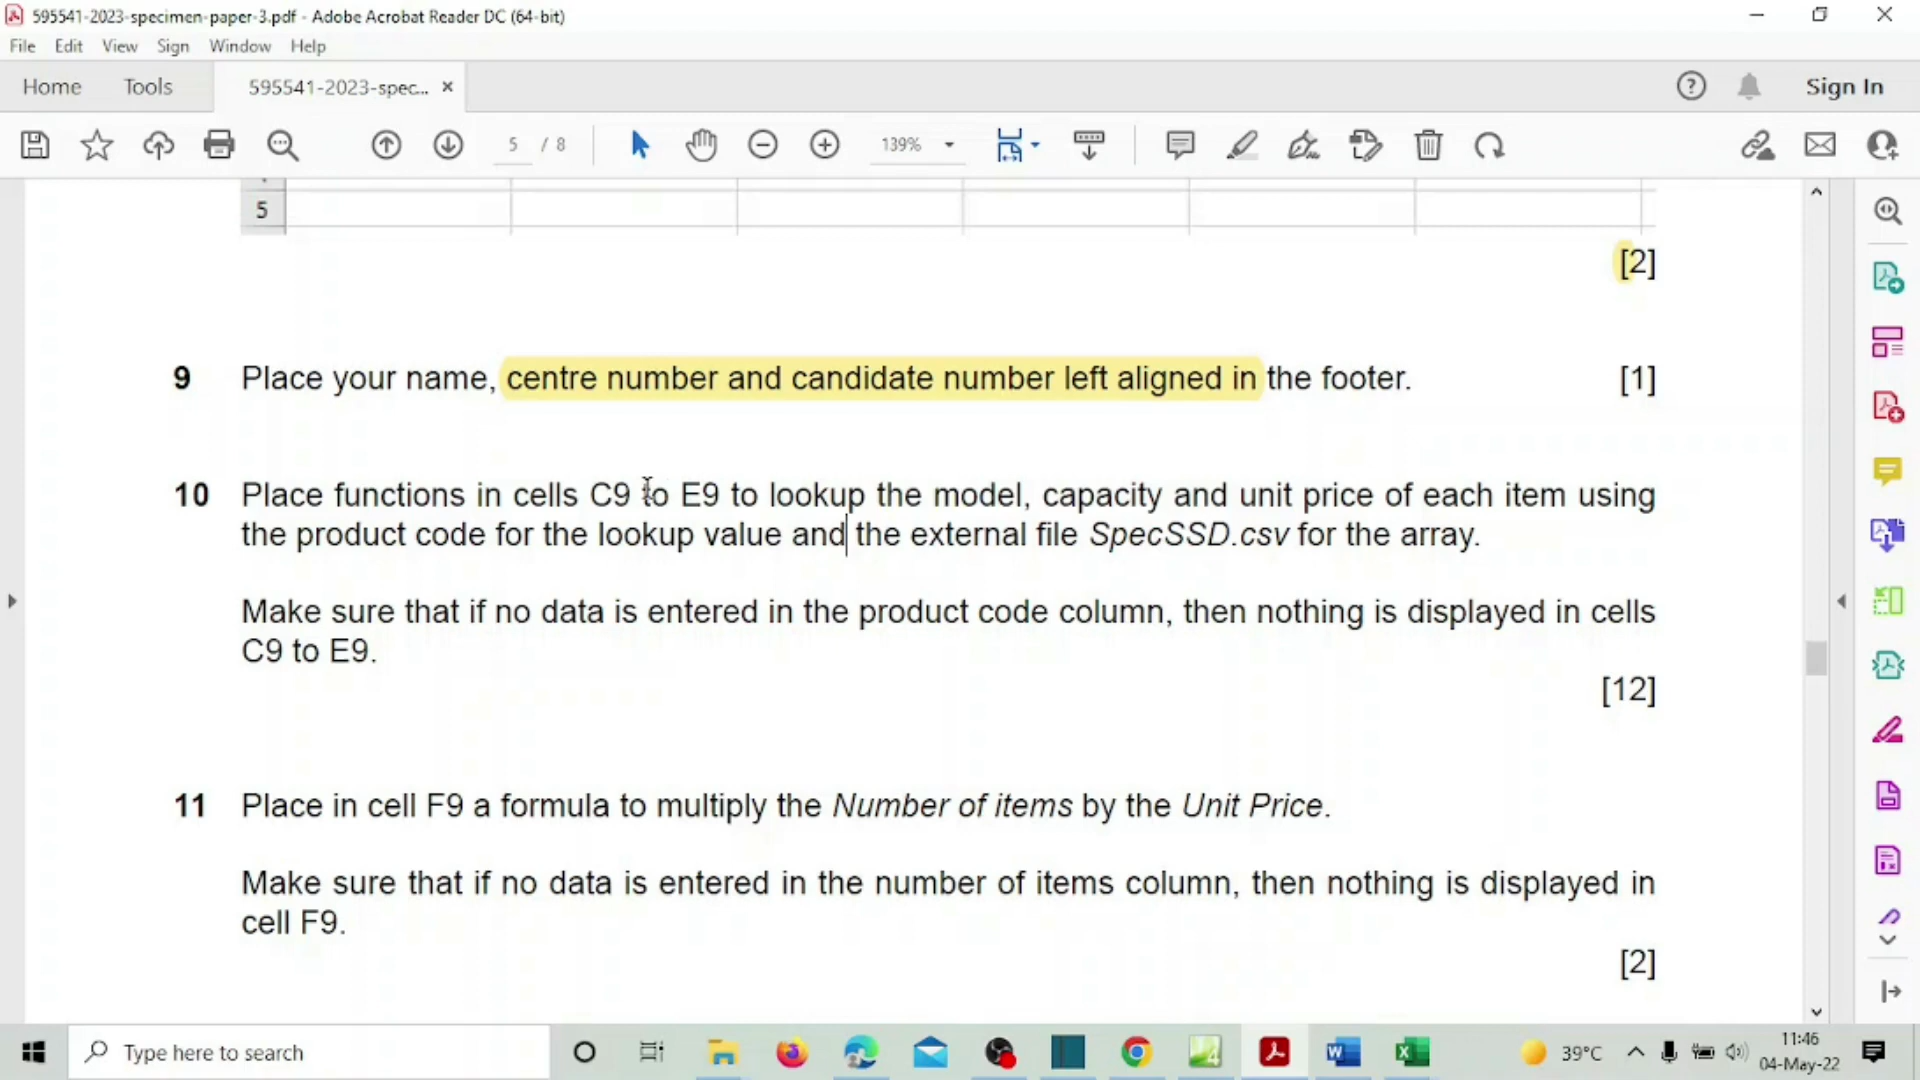 595541-2023-specimen-paper-3.pdf - Adobe Acrobat Reader DC (64-bit)
File Edit View Sign Window Help
Home Tools 595541-2023-spec... × Sign In
5 / 8 139%
5
[2]
9 Place your name, centre number and candidate number left aligned in the footer. [1]
10 Place functions in cells C9 to E9 to lookup the model, capacity and unit price of each item using
the product code for the lookup value and the external file SpecSSD.csv for the array.
Make sure that if no data is entered in the product code column, then nothing is displayed in cells
C9 to E9.
[12]
11 Place in cell F9 a formula to multiply the Number of items by the Unit Price.
Make sure that if no data is entered in the number of items column, then nothing is displayed in
cell F9.
[2]
Type here to search 39°C 11:46
04-May-22